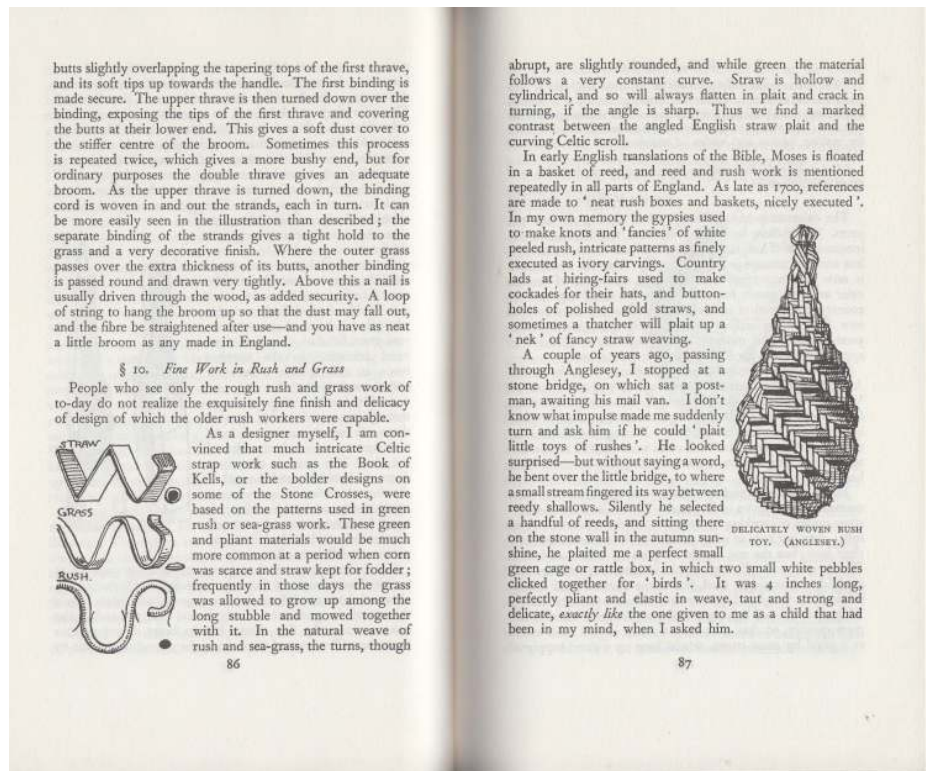 butts slightly overlapping the tapering tops of the first thrave,
and its soft tips up towards the handle. The first binding is
made secure. The upper thrave is then turned down over the
binding, exposing the tips of the first thrave and covering
the butts at their lower end. This gives a soft dust cover to
the stiffer centre of the broom. Sometimes this process
is repeated twice, which gives a more bushy end, but for
ordinary purposes the double thrave gives an adequate
broom. As the upper thrave is turned down, the binding
cord is woven in and out the strands, each in turn. It can
be more easily seen in the illustration than described; the
separate binding of the strands gives a tight hold to the
grass and a very decorative finish. Where the outer grass
passes over the extra thickness of its butts, another binding
is passed round and drawn very tightly. Above this a nail is
usually driven through the wood, as added security. A loop
of string to hang the broom up so that the dust may fall out,
and the fibre be straightened after use—and you have as neat
a little broom as any made in England.
§ 10. Fine Work in Rush and Grass
People who see only the rough rush and grass work of
to-day do not realize the exquisitely fine finish and delicacy
of design of which the older rush workers were capable.
As a designer myself, I am con-
vinced that much intricate Celtic
strap work such as the Book of
Kells, or the bolder designs on
some of the Stone Crosses, were
based on the patterns used in green
rush or sea-grass work. These green
and pliant materials would be much
more common at a period when corn
was scarce and straw kept for fodder;
frequently in those days the grass
was allowed to grow up among the
long stubble and mowed together
with it. In the natural weave of
rush and sea-grass, the turns, though
STRAW
GRASS
RUSH.
86
abrupt, are slightly rounded, and while green the material
follows a very constant curve. Straw is hollow and
cylindrical, and so will always flatten in plait and crack in
turning, if the angle is sharp. Thus we find a marked
contrast between the angled English straw plait and the
curving Celtic scroll.
In early English translations of the Bible, Moses is floated
in a basket of reed, and reed and rush work is mentioned
repeatedly in all parts of England. As late as 1700, references
are made to ‘ neat rush boxes and baskets, nicely executed ’.
In my own memory the gypsies used
to make knots and ‘ fancies ’ of white
peeled rush, intricate patterns as finely
executed as ivory carvings. Country
lads at hiring-fairs used to make
cockades for their hats, and button-
holes of polished gold straws, and
sometimes a thatcher will plait up a
‘ nek ’ of fancy straw weaving.
A couple of years ago, passing
through Anglesey, I stopped at a
stone bridge, on which sat a post-
man, awaiting his mail van. I don’t
know what impulse made me suddenly
turn and ask him if he could ‘ plait
little toys of rushes ’. He looked
surprised—but without saying a word,
he bent over the little bridge, to where
a small stream fingered its way between
reedy shallows. Silently he selected
a handful of reeds, and sitting there
on the stone wall in the autumn sun-
shine, he plaited me a perfect small
green cage or rattle box, in which two small white pebbles
clicked together for ‘ birds ’. It was 4 inches long,
perfectly pliant and elastic in weave, taut and strong and
delicate, exactly like the one given to me as a child that had
been in my mind, when I asked him.
DELICATELY WOVEN RUSH
TOY. (ANGLESEY.)
87